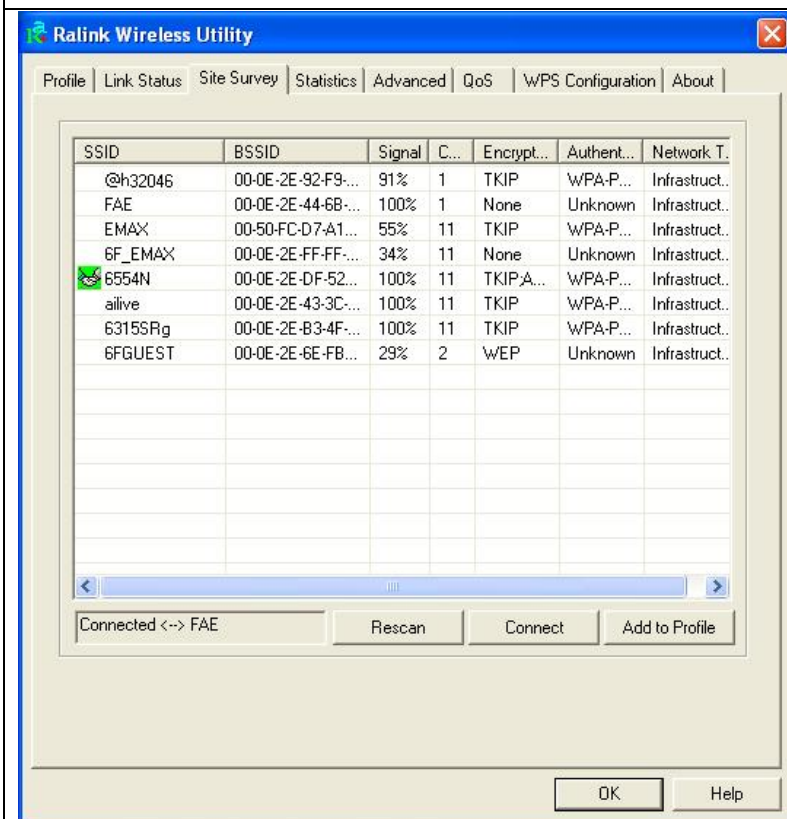 Ralink Wireless Utility
Profile Link Status Site Survey Statistics Advanced QoS WPS Configuration About
SSID BSSID Signal C... Encrypt... Authent... Network T.
@h32046 00-0E-2E-92-F9-... 91% 1 TKIP WPA-P... Infrastruct..
FAE 00-0E-2E-44-6B-... 100% 1 None Unknown Infrastruct..
EMAX 00-50-FC-D7-A1... 55% 11 TKIP WPA-P... Infrastruct..
6F_EMAX 00-0E-2E-FF-FF-... 34% 11 None Unknown Infrastruct..
6554N 00-0E-2E-DF-52... 100% 11 TKIP;A... WPA-P... Infrastruct..
ailive 00-0E-2E-43-3C-... 100% 11 TKIP WPA-P... Infrastruct..
6315SRg 00-0E-2E-B3-4F-... 100% 11 TKIP WPA-P... Infrastruct..
6FGUEST 00-0E-2E-6E-FB... 29% 2 WEP Unknown Infrastruct..
Connected <--> FAE Rescan Connect Add to Profile
OK Help